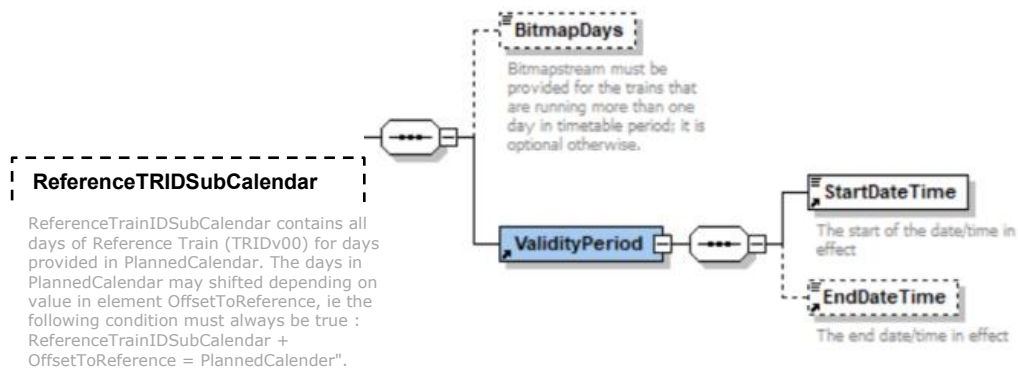 BitmapDays
Bitmapstream must be
provided for the trains that
are running more than one
day in timetable period; it is
optional otherwise.
ReferenceTRIDSubCalendar
ReferenceTrainIDSubCalendar contains all
days of Reference Train (TRIDv00) for days
provided in PlannedCalendar. The days in
PlannedCalendar may shifted depending on
value in element OffsetToReference, ie the
following condition must always be true :
ReferenceTrainIDSubCalendar +
OffsetToReference = PlannedCalender".
ValidityPeriod
StartDateTime
The start of the date/time in
effect
EndDateTime
The end date/time in effect